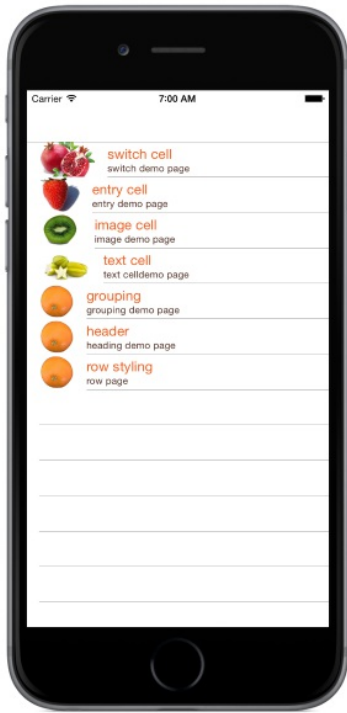 Carrier
7:00 AM
switch cell
switch demo page
entry cell
entry demo page
image cell
image demo page
text cell
text celldemo page
grouping
grouping demo page
header
heading demo page
row styling
row page